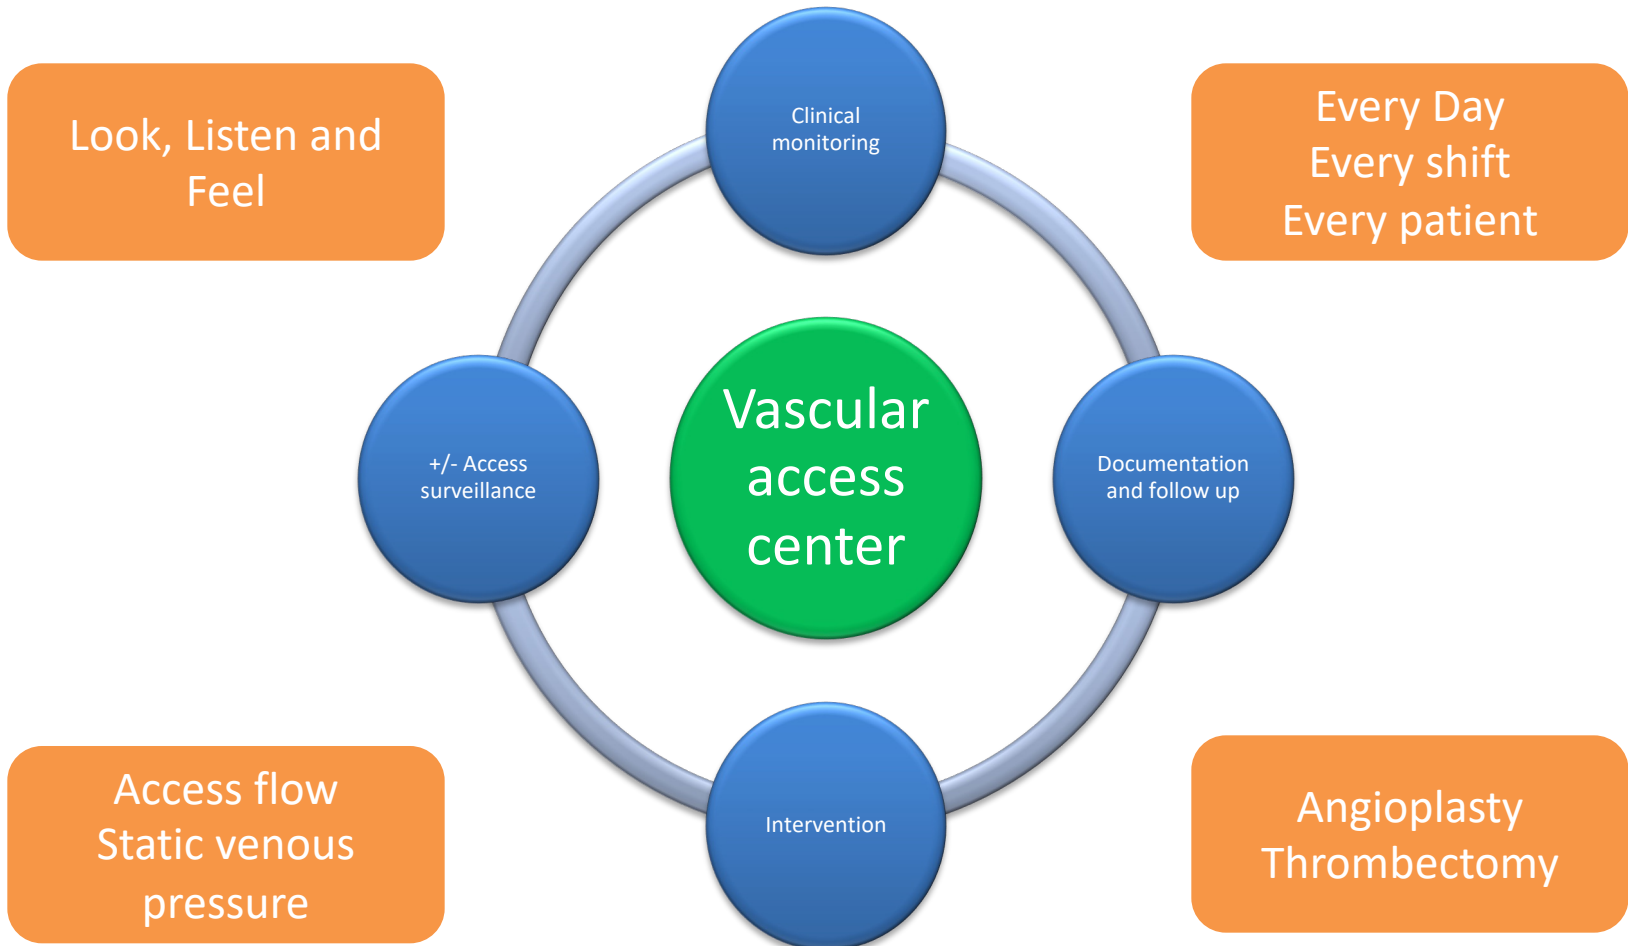 Clinical
monitoring
Look, Listen and
Feel
Every Day
Every shift
Every patient
+/- Access
surveillance
Vascular
access
center
Documentation
and follow up
Access flow
Static venous
pressure
Intervention
Angioplasty
Thrombectomy